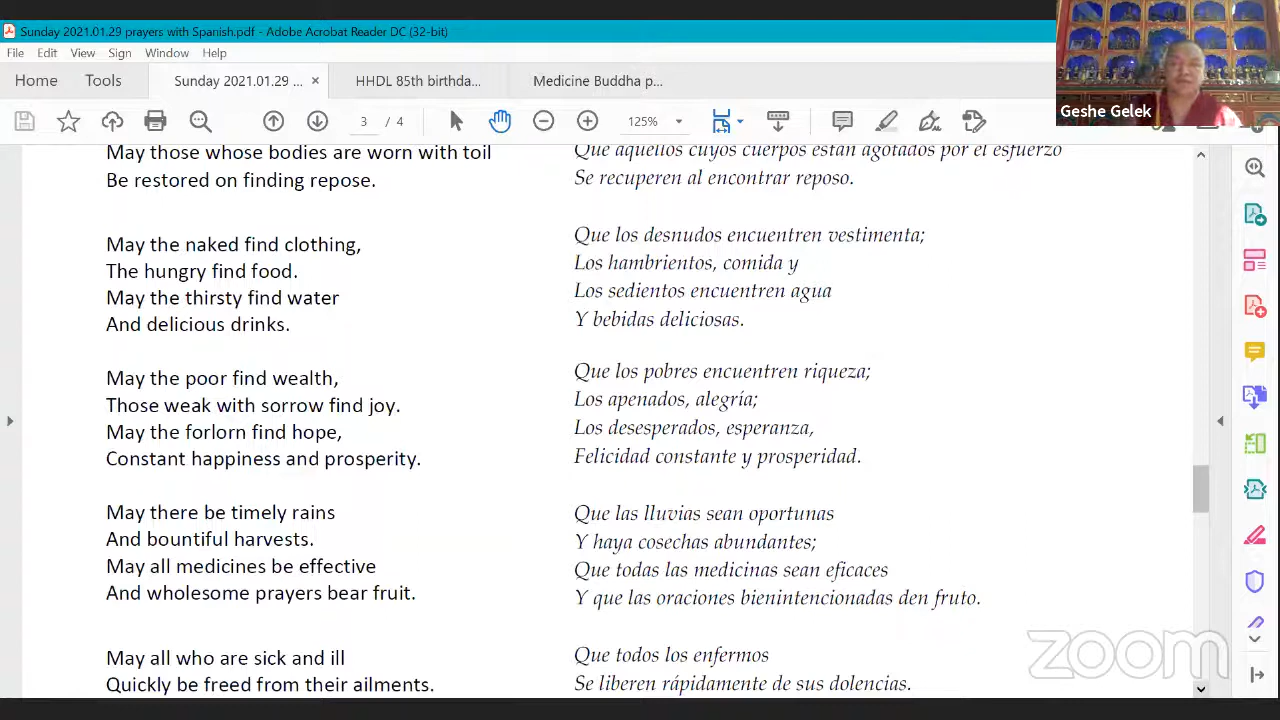 Sunday 2021.01.29 prayers with Spanish.pdf - Adobe Acrobat Reader DC (32-bit)
File Edit View Sign Window Help
Home Tools Sunday 2021.01.29 ... × HHDL 85th birthda... Medicine Buddha p...
3 / 4 125%
Geshe Gelek
May those whose bodies are worn with toil
Be restored on finding repose.
May the naked find clothing,
The hungry find food.
May the thirsty find water
And delicious drinks.
May the poor find wealth,
Those weak with sorrow find joy.
May the forlorn find hope,
Constant happiness and prosperity.
May there be timely rains
And bountiful harvests.
May all medicines be effective
And wholesome prayers bear fruit.
May all who are sick and ill
Quickly be freed from their ailments.
Que aquellos cuyos cuerpos están agotados por el esfuerzo
Se recuperen al encontrar reposo.
Que los desnudos encuentren vestimenta;
Los hambrientos, comida y
Los sedientos encuentren agua
Y bebidas deliciosas.
Que los pobres encuentren riqueza;
Los apenados, alegría;
Los desesperados, esperanza,
Felicidad constante y prosperidad.
Que las lluvias sean oportunas
Y haya cosechas abundantes;
Que todas las medicinas sean eficaces
Y que las oraciones bienintencionadas den fruto.
Que todos los enfermos
Se liberen rápidamente de sus dolencias.
zoom